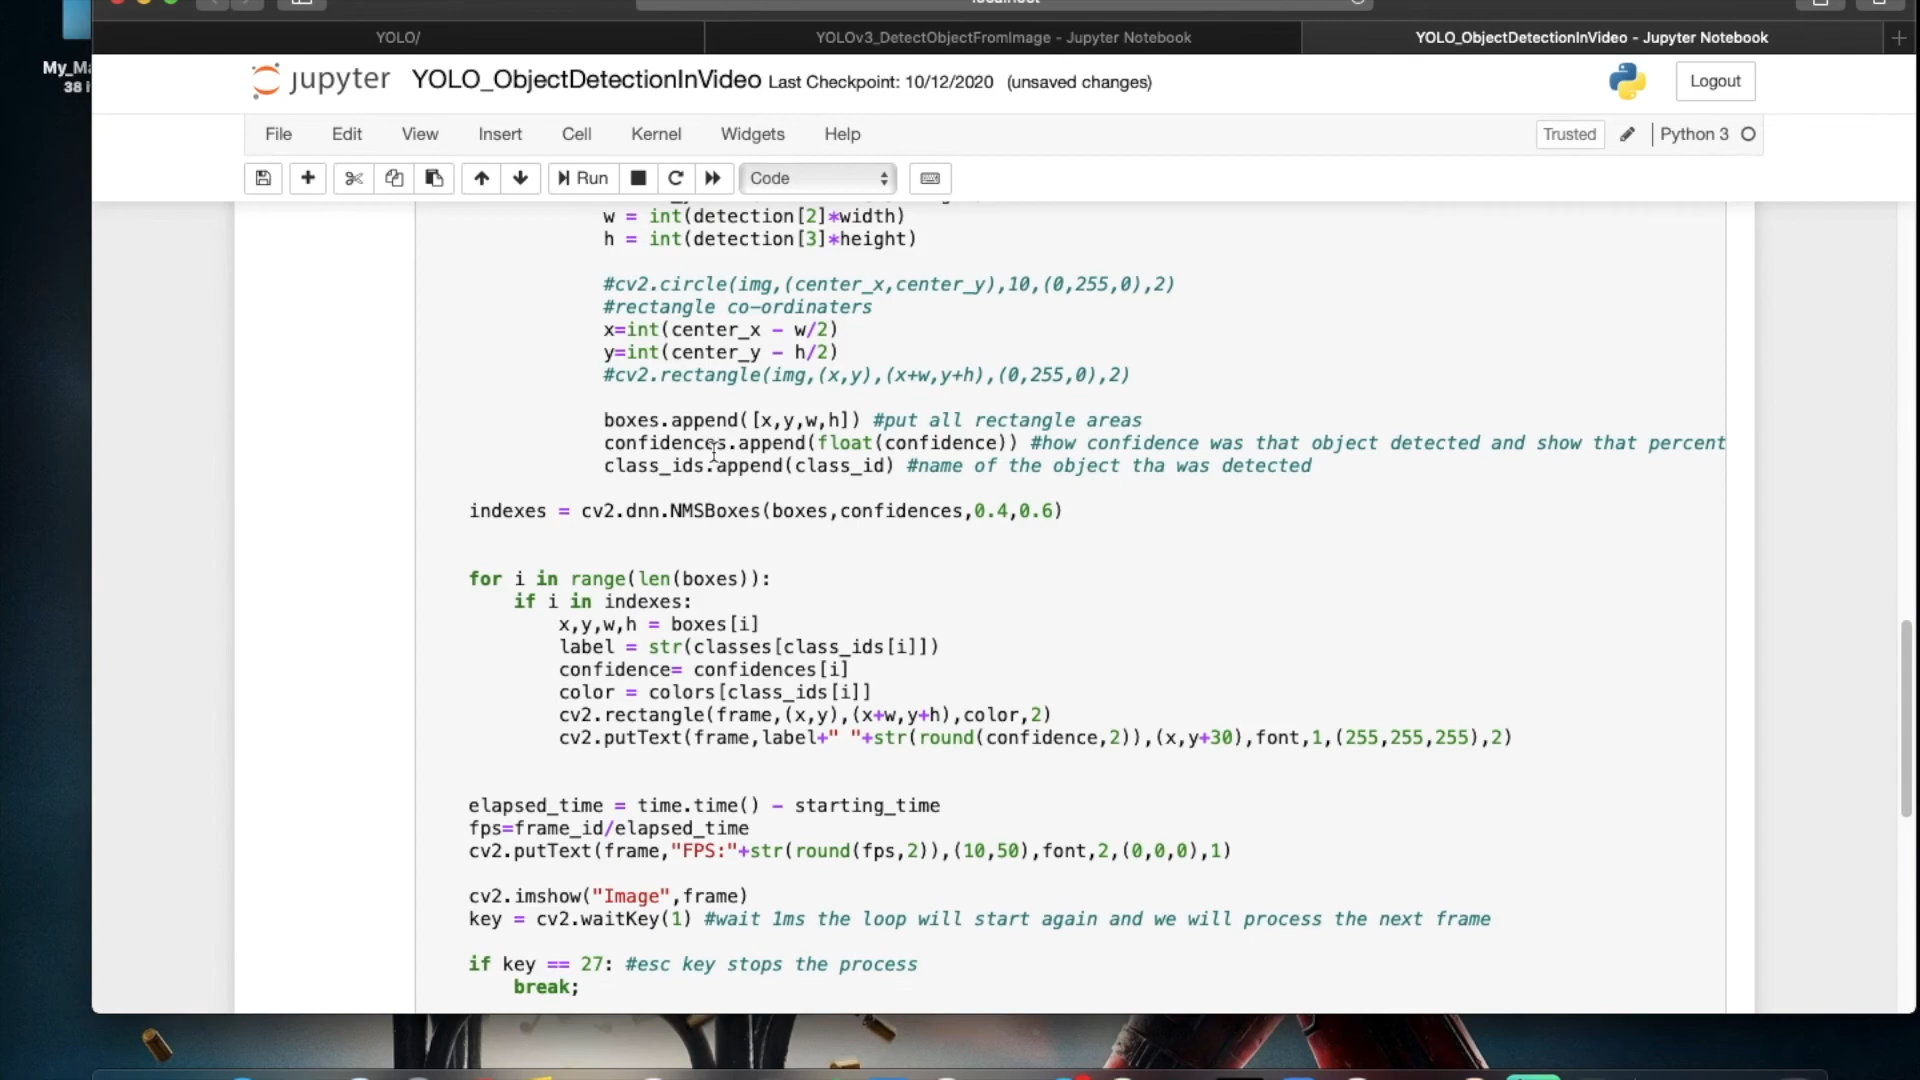 My_Ma
38 i
YOLO/
YOLOv3_DetectObjectFromImage - Jupyter Notebook
YOLO_ObjectDetectionInVideo - Jupyter Notebook
jupyter YOLO_ObjectDetectionInVideo Last Checkpoint: 10/12/2020 (unsaved changes)
Logout
File Edit View Insert Cell Kernel Widgets Help
Trusted
Python 3
Run
Code
w = int(detection[2]*width)
h = int(detection[3]*height)
#cv2.circle(img,(center_x,center_y),10,(0,255,0),2)
#rectangle co-ordinaters
x=int(center_x - w/2)
y=int(center_y - h/2)
#cv2.rectangle(img,(x,y),(x+w,y+h),(0,255,0),2)
boxes.append([x,y,w,h]) #put all rectangle areas
confidences.append(float(confidence)) #how confidence was that object detected and show that percent
class_ids.append(class_id) #name of the object tha was detected
indexes = cv2.dnn.NMSBoxes(boxes,confidences,0.4,0.6)
for i in range(len(boxes)):
if i in indexes:
x,y,w,h = boxes[i]
label = str(classes[class_ids[i]])
confidence= confidences[i]
color = colors[class_ids[i]]
cv2.rectangle(frame,(x,y),(x+w,y+h),color,2)
cv2.putText(frame,label+" "+str(round(confidence,2)),(x,y+30),font,1,(255,255,255),2)
elapsed_time = time.time() - starting_time
fps=frame_id/elapsed_time
cv2.putText(frame,"FPS:"+str(round(fps,2)),(10,50),font,2,(0,0,0),1)
cv2.imshow("Image",frame)
key = cv2.waitKey(1) #wait 1ms the loop will start again and we will process the next frame
if key == 27: #esc key stops the process
break;